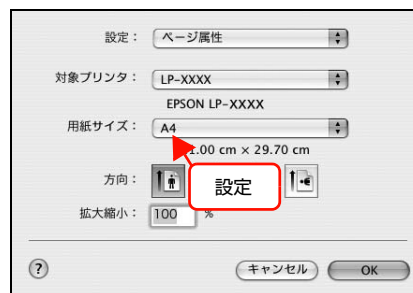 設定： ページ属性
対象プリンタ： LP-XXXX
EPSON LP-XXXX
用紙サイズ： A4
1.00 cm × 29.70 cm
方向：
設定
拡大縮小： 100 %
? キャンセル OK